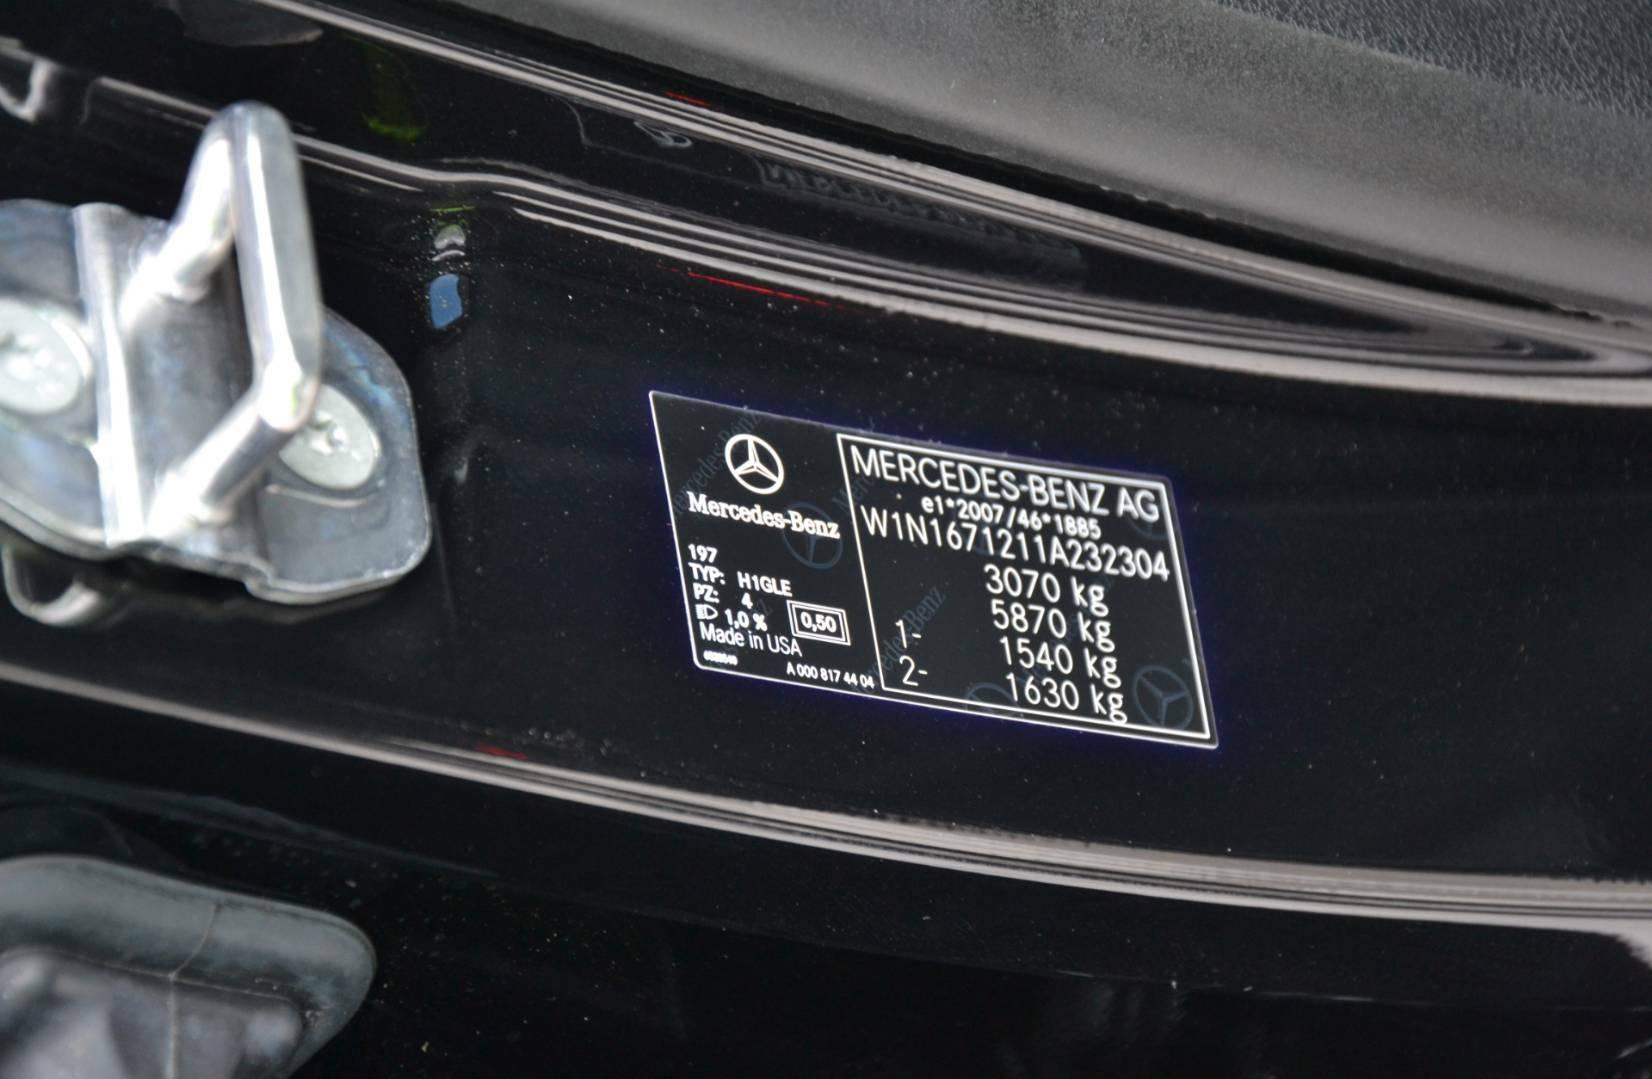 Mercedes-Benz
197
TYP: H1GLE
PZ: 4
1,0 %
0,50
Made in USA
A 000 817 44 04
MERCEDES-BENZ AG
e1*2007/46*1885
W1N1671211A232304
3070 kg
5870 kg
1- 1540 kg
2- 1630 kg